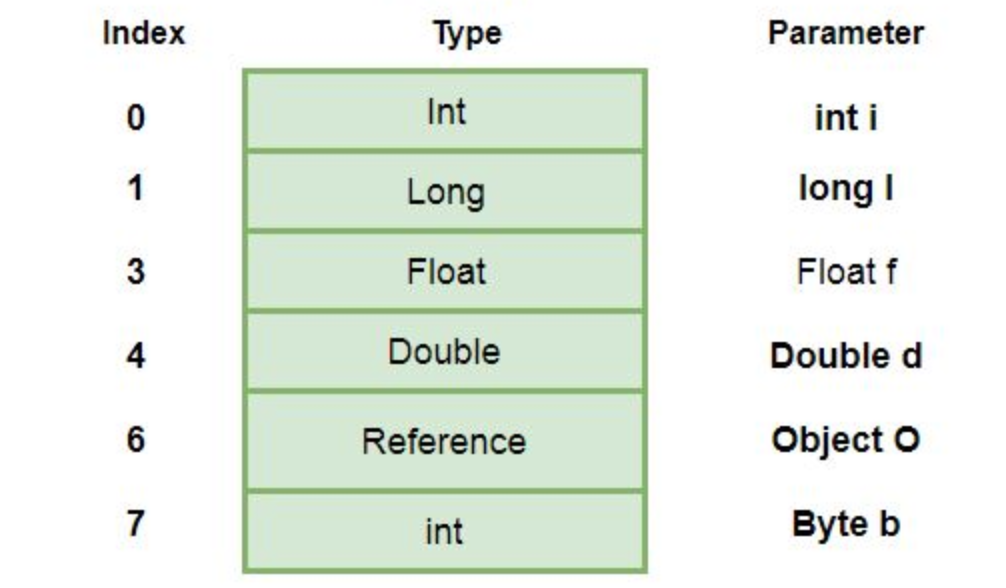 Index Type Parameter
0 Int int i
1 Long long l
3 Float Float f
4 Double Double d
6 Reference Object O
7 int Byte b